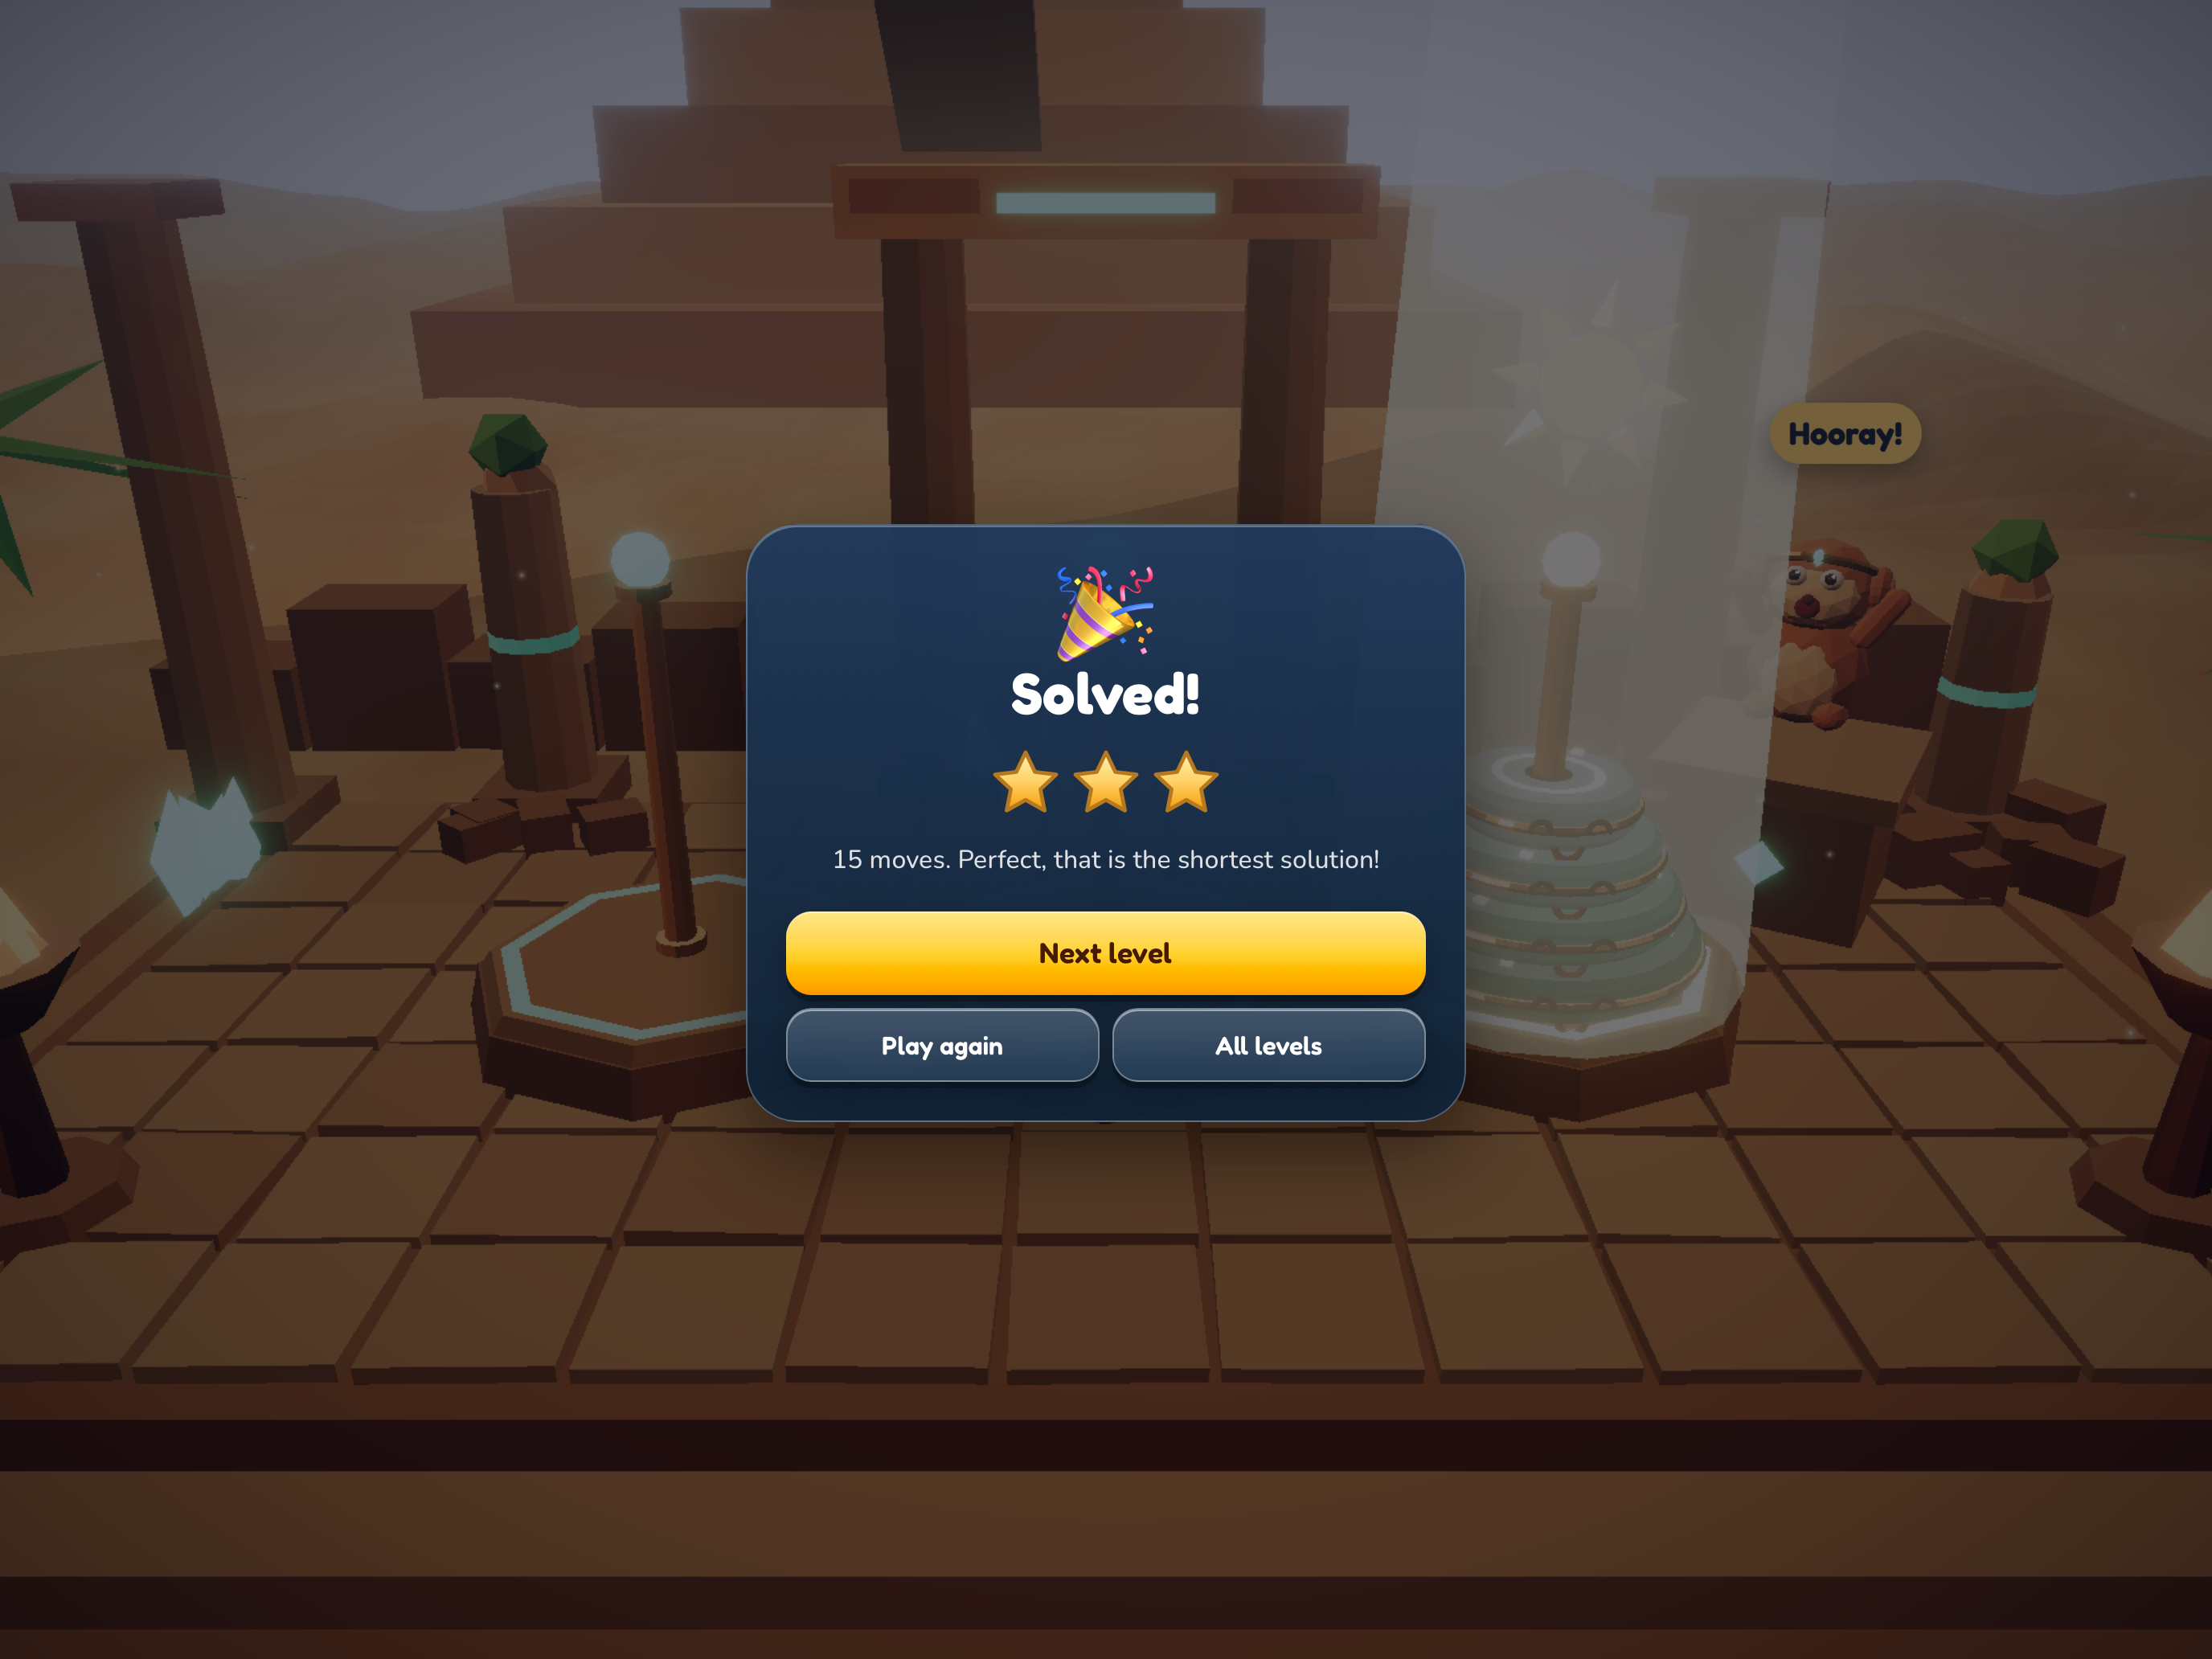 Hooray!
Solved!
15 moves. Perfect, that is the shortest solution!
Next level
Play again
All levels